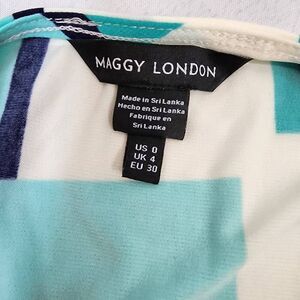 MAGGY LONDON
Made in Sri Lanka
Hecho en Sri Lanka
Fabrique en
Sri Lanka
US 0
UK 4
EU 30